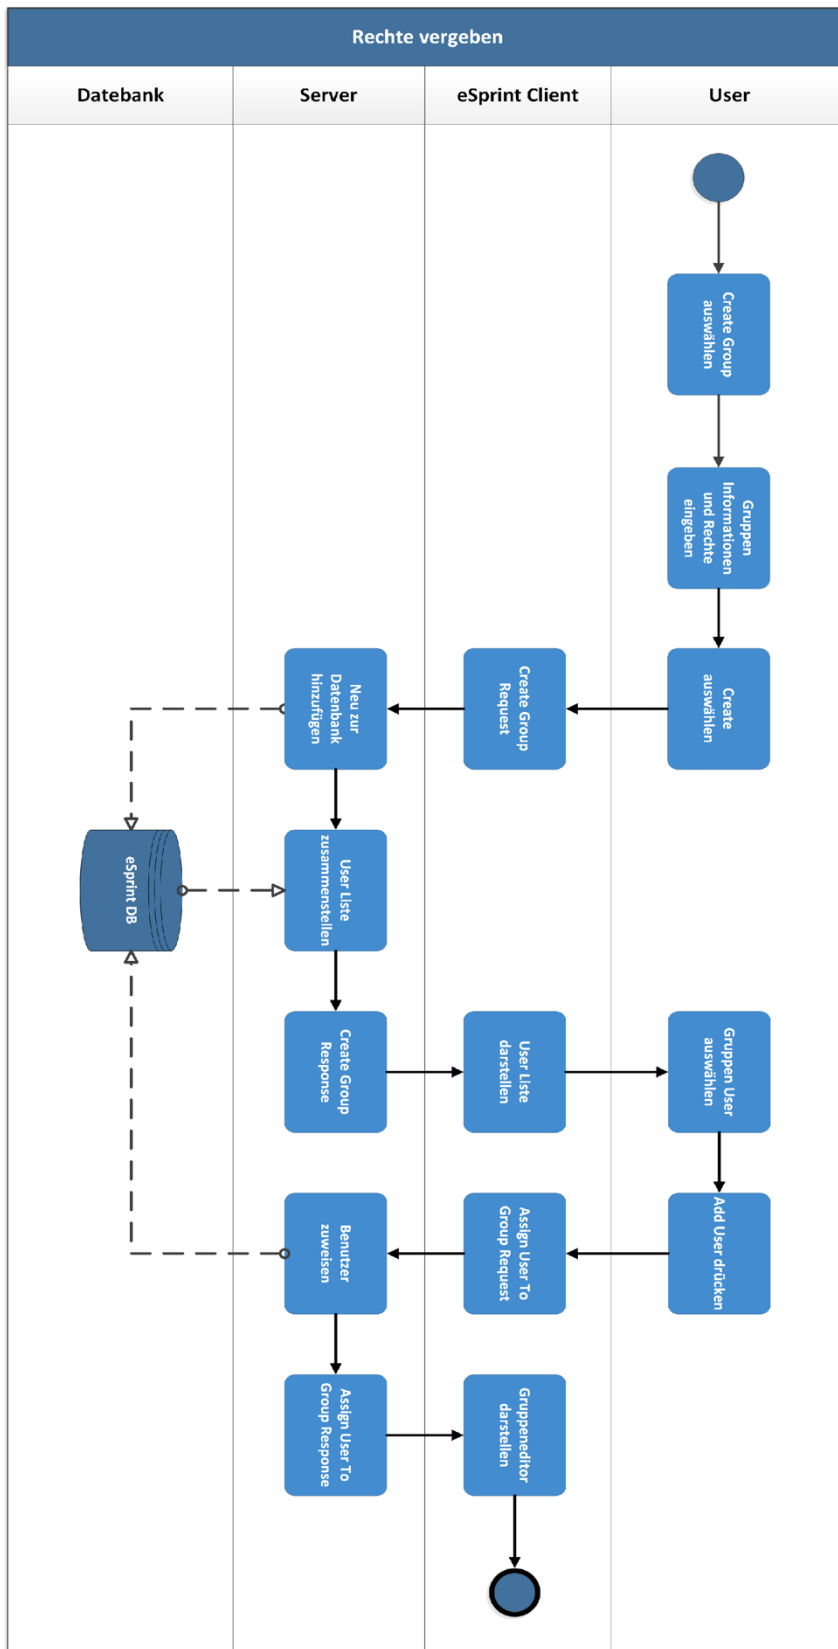 Rechte vergeben
Datebank
Server
eSprint Client
User
Create Group
auswählen
Gruppen
Informationen
und Rechte
eingeben
Create
auswählen
Create Group
Request
Neu zur
Datenbank
hinzufügen
User Liste
zusammenstellen
eSprint DB
Create Group
Response
User Liste
darstellen
Gruppen User
auswählen
Add User drücken
Assign User To
Group Request
Benutzer
zuweisen
Assign User To
Group Response
Gruppeneditor
darstellen